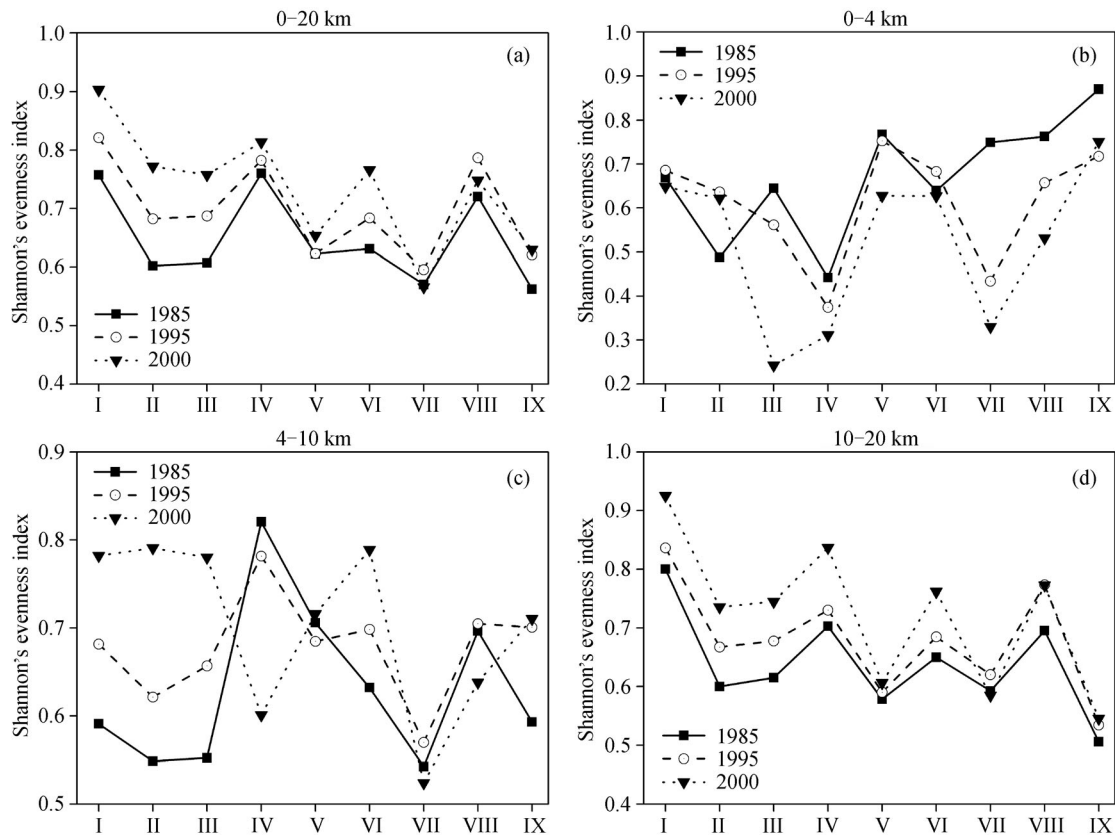 0−20 km
(a)
Shannon's evenness index
1.0
0.9
0.8
0.7
0.6
0.5
0.4
1985
1995
2000
I II III IV V VI VII VIII IX
0−4 km
(b)
Shannon's evenness index
1.0
0.9
0.8
0.7
0.6
0.5
0.4
0.3
0.2
1985
1995
2000
I II III IV V VI VII VIII IX
4−10 km
(c)
Shannon's evenness index
0.9
0.8
0.7
0.6
0.5
1985
1995
2000
I II III IV V VI VII VIII IX
10−20 km
(d)
Shannon's evenness index
1.0
0.9
0.8
0.7
0.6
0.5
0.4
1985
1995
2000
I II III IV V VI VII VIII IX